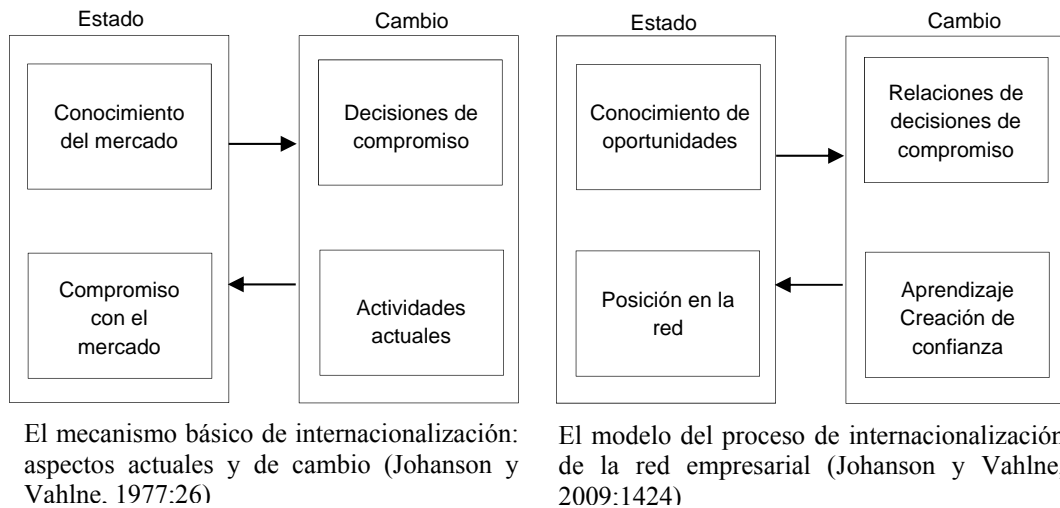 Estado
Cambio
Conocimiento
del mercado
Decisiones de
compromiso
Compromiso
con el
mercado
Actividades
actuales
El mecanismo básico de internacionalización:
aspectos actuales y de cambio (Johanson y
Vahlne, 1977:26)
Estado
Cambio
Conocimiento de
oportunidades
Relaciones de
decisiones de
compromiso
Posición en la
red
Aprendizaje
Creación de
confianza
El modelo del proceso de internacionalización
de la red empresarial (Johanson y Vahlne,
2009:1424)